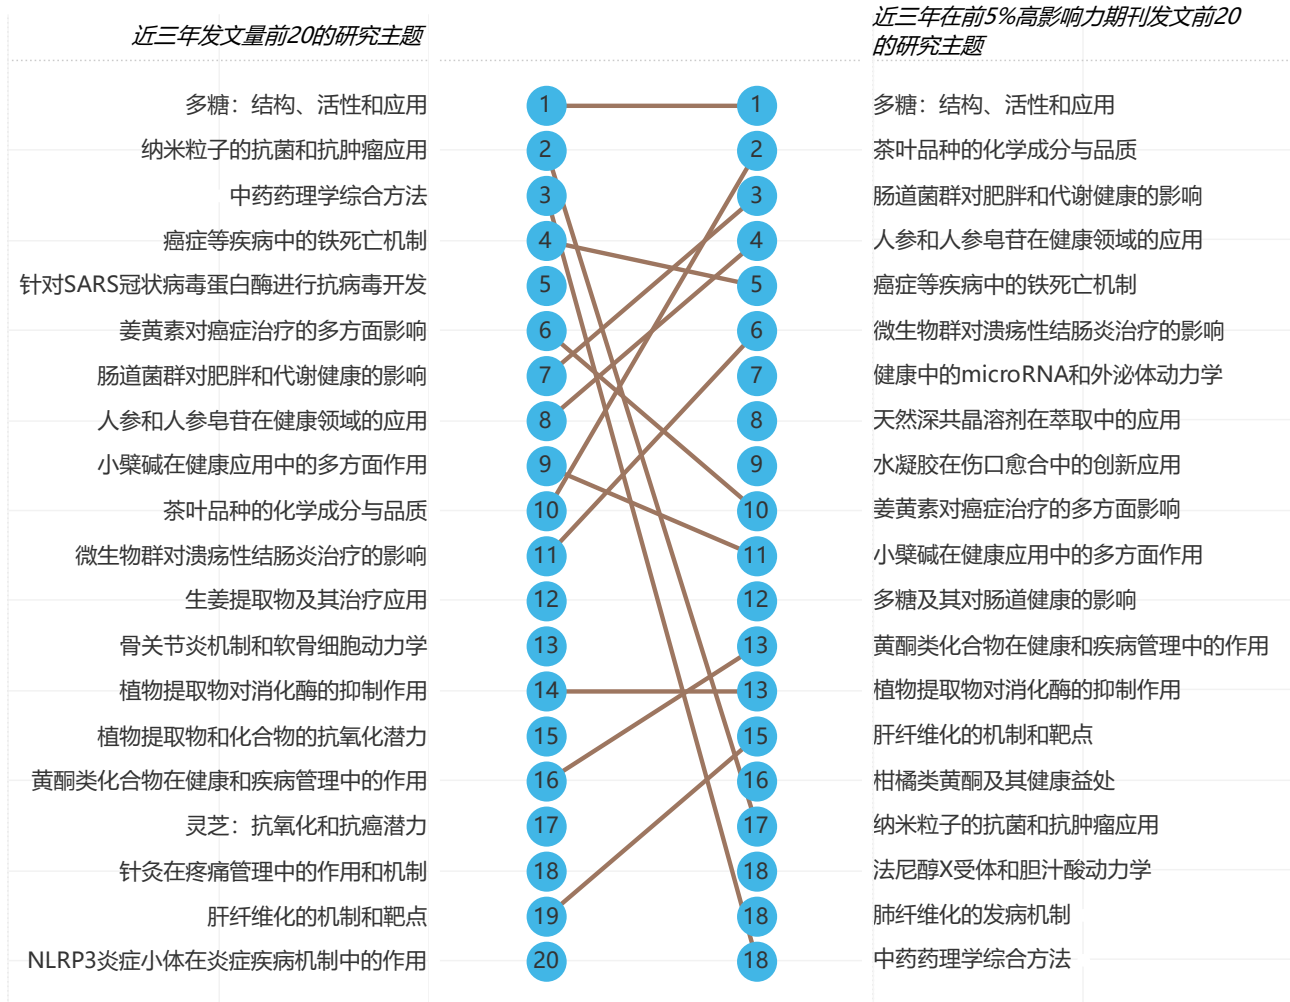 近三年发文量前20的研究主题
近三年在前5%高影响力期刊发文前20
的研究主题
多糖：结构、活性和应用 1 1 多糖：结构、活性和应用
纳米粒子的抗菌和抗肿瘤应用 2 2 茶叶品种的化学成分与品质
中药药理学综合方法 3 3 肠道菌群对肥胖和代谢健康的影响
癌症等疾病中的铁死亡机制 4 4 人参和人参皂苷在健康领域的应用
针对SARS冠状病毒蛋白酶进行抗病毒开发 5 5 癌症等疾病中的铁死亡机制
姜黄素对癌症治疗的多方面影响 6 6 微生物群对溃疡性结肠炎治疗的影响
肠道菌群对肥胖和代谢健康的影响 7 7 健康中的microRNA和外泌体动力学
人参和人参皂苷在健康领域的应用 8 8 天然深共晶溶剂在萃取中的应用
小檗碱在健康应用中的多方面作用 9 9 水凝胶在伤口愈合中的创新应用
茶叶品种的化学成分与品质 10 10 姜黄素对癌症治疗的多方面影响
微生物群对溃疡性结肠炎治疗的影响 11 11 小檗碱在健康应用中的多方面作用
生姜提取物及其治疗应用 12 12 多糖及其对肠道健康的影响
骨关节炎机制和软骨细胞动力学 13 13 黄酮类化合物在健康和疾病管理中的作用
植物提取物对消化酶的抑制作用 14 13 植物提取物对消化酶的抑制作用
植物提取物和化合物的抗氧化潜力 15 15 肝纤维化的机制和靶点
黄酮类化合物在健康和疾病管理中的作用 16 16 柑橘类黄酮及其健康益处
灵芝：抗氧化和抗癌潜力 17 17 纳米粒子的抗菌和抗肿瘤应用
针灸在疼痛管理中的作用和机制 18 18 法尼醇X受体和胆汁酸动力学
肝纤维化的机制和靶点 19 18 肺纤维化的发病机制
NLRP3炎症小体在炎症疾病机制中的作用 20 18 中药药理学综合方法